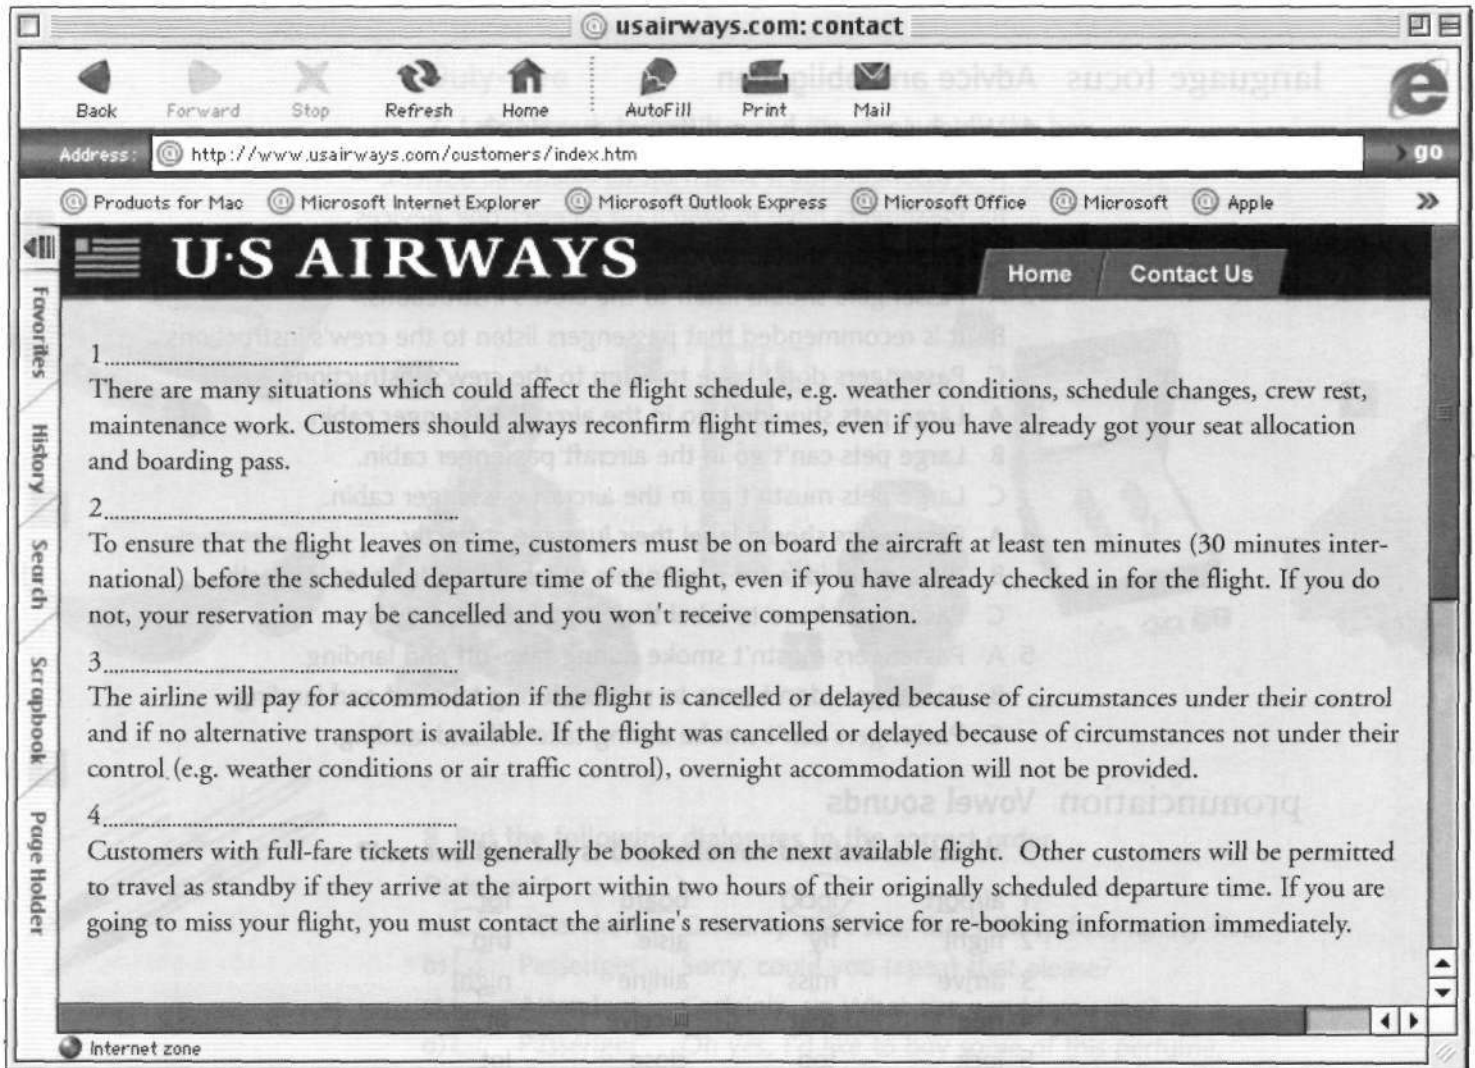 usairways.com: contact
Back Forward Stop Refresh Home AutoFill Print Mail
Address: http://www.usairways.com/customers/index.htm go
Products for Mac Microsoft Internet Explorer Microsoft Outlook Express Microsoft Office Microsoft Apple
U·S AIRWAYS
Home Contact Us
Favorites
History
Search
Scrapbook
Page Holder
1
There are many situations which could affect the flight schedule, e.g. weather conditions, schedule changes, crew rest,
maintenance work. Customers should always reconfirm flight times, even if you have already got your seat allocation
and boarding pass.
2
To ensure that the flight leaves on time, customers must be on board the aircraft at least ten minutes (30 minutes inter-
national) before the scheduled departure time of the flight, even if you have already checked in for the flight. If you do
not, your reservation may be cancelled and you won't receive compensation.
3
The airline will pay for accommodation if the flight is cancelled or delayed because of circumstances under their control
and if no alternative transport is available. If the flight was cancelled or delayed because of circumstances not under their
control (e.g. weather conditions or air traffic control), overnight accommodation will not be provided.
4
Customers with full-fare tickets will generally be booked on the next available flight. Other customers will be permitted
to travel as standby if they arrive at the airport within two hours of their originally scheduled departure time. If you are
going to miss your flight, you must contact the airline's reservations service for re-booking information immediately.
Internet zone